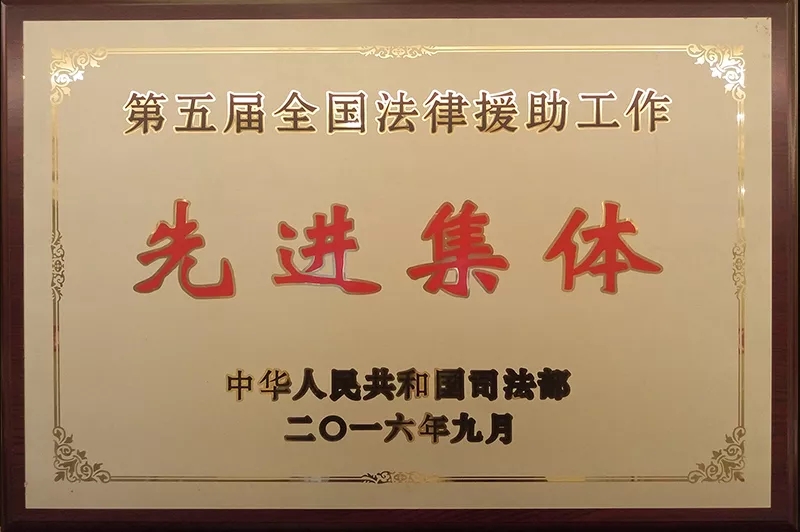 第五届全国法律援助工作
先进集体
中华人民共和国司法部
二〇一六年九月